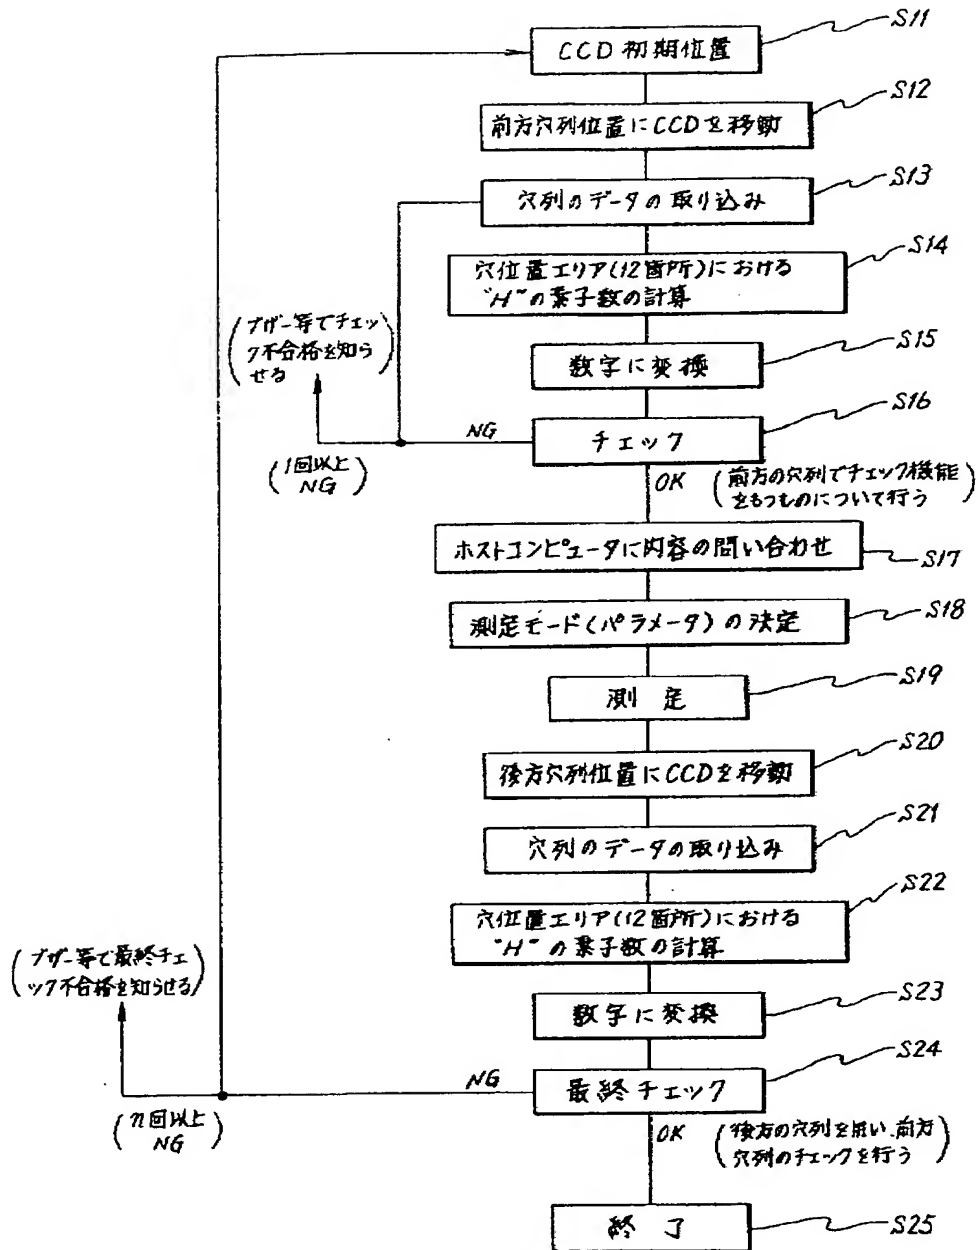 CCD 初期位置
S11
前方穴列位置にCCDを移動
S12
穴列のデータの取り込み
S13
穴位置エリア(12箇所)における
"H"の素子数の計算
S14
数字に変換
S15
(ブザー等でチェッ
ク不合格を知ら
せる)
チェック
S16
NG
(1回以上
NG)
OK
(前方の穴列でチェック機能
をもつものについて行う)
ホストコンピュータに内容の問い合わせ
S17
測定モード(パラメータ)の決定
S18
測 定
S19
後方穴列位置にCCDを移動
S20
穴列のデータの取り込み
S21
穴位置エリア(12箇所)における
"H"の素子数の計算
S22
数字に変換
S23
(ブザー等で最終チェ
ック不合格を知らせる)
最終チェック
S24
NG
(n回以上
NG)
OK
(後方の穴列を用い、前方
穴列のチェックを行う)
終 了
S25